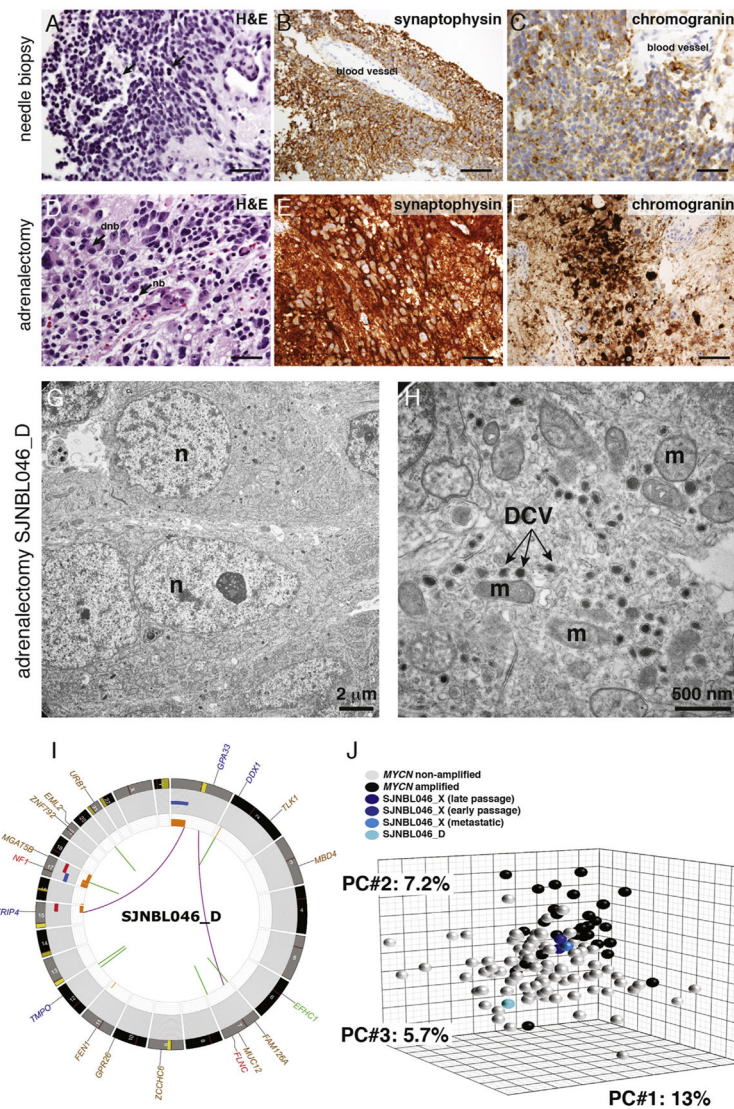 needle biopsy
A
H&E
B
synaptophysin
blood vessel
C
chromogranin
blood vessel
adrenalectomy
D
H&E
dnb
nb
E
synaptophysin
F
chromogranin
adrenalectomy SJNBL046_D
G
n
n
2 µm
H
m
DCV
m
m
500 nm
I
GPA33
DDX1
TLK1
MBD4
EFHC1
FAM126A
MUC12
FLNC
ZCCHC6
GPR26
FEN1
TMPO
TRIP4
NF1
MGAT5B
ZNF792
EML2
URB1
SJNBL046_D
J
MYCN non-amplified
MYCN amplified
SJNBL046_X (late passage)
SJNBL046_X (early passage)
SJNBL046_X (metastatic)
SJNBL046_D
PC#2: 7.2%
PC#3: 5.7%
PC#1: 13%